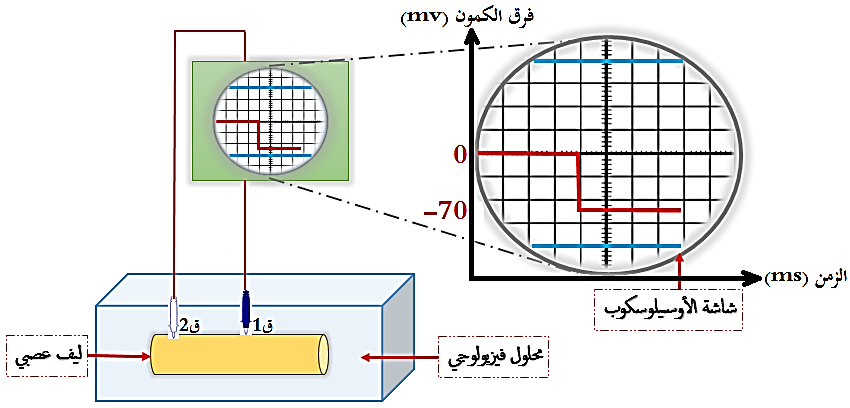 فرق الكمون (mv)
0
–70
الزمن (ms)
شاشة الأوسيلوسكوب
ق2
ق1
ليف عصبي
محلول فيزيولوجي